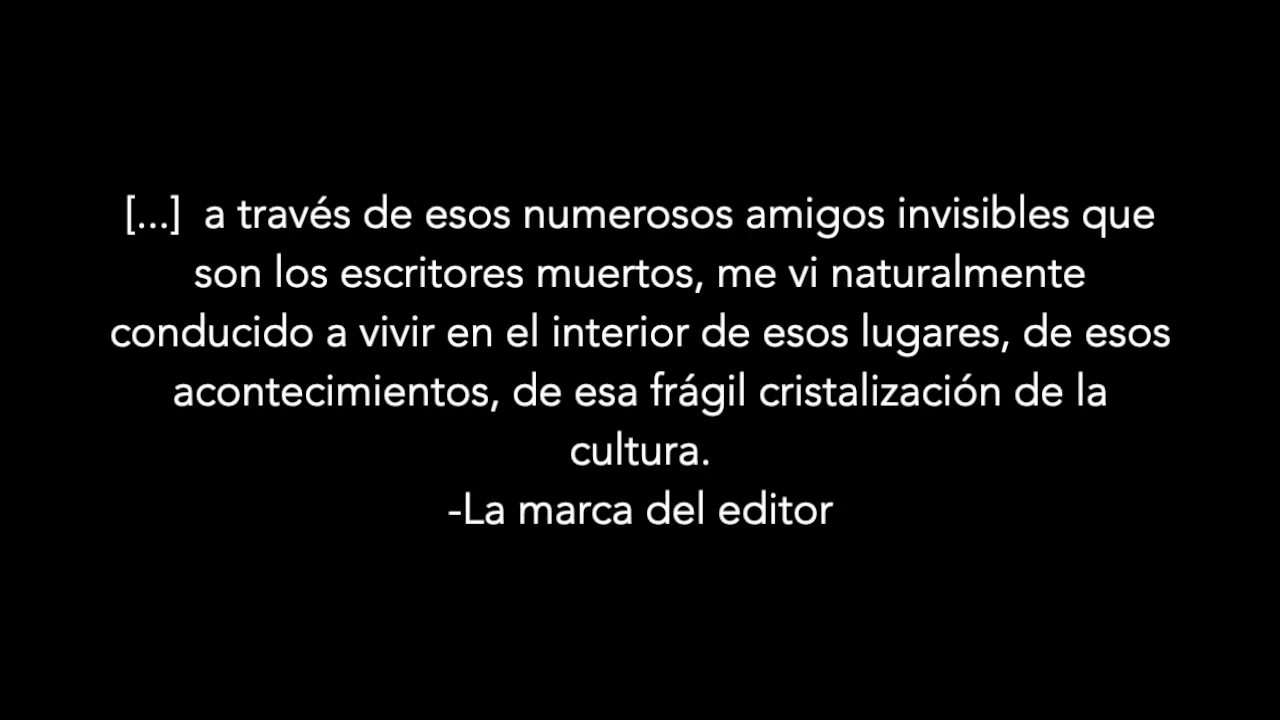 [...]  a través de esos numerosos amigos invisibles que
son los escritores muertos, me vi naturalmente
conducido a vivir en el interior de esos lugares, de esos
acontecimientos, de esa frágil cristalización de la
cultura.
-La marca del editor